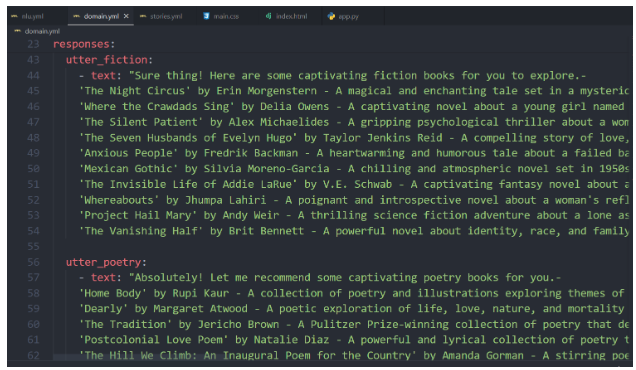 nlu.yml domain.yml × stories.yml main.css index.html app.py
domain.yml
23 responses:
43 utter_fiction:
44 - text: "Sure thing! Here are some captivating fiction books for you to explore.-
45 'The Night Circus' by Erin Morgenstern - A magical and enchanting tale set in a mysteric
46 'Where the Crawdads Sing' by Delia Owens - A captivating novel about a young girl named
47 'The Silent Patient' by Alex Michaelides - A gripping psychological thriller about a wom
48 'The Seven Husbands of Evelyn Hugo' by Taylor Jenkins Reid - A compelling story of love,
49 'Anxious People' by Fredrik Backman - A heartwarming and humorous tale about a failed ba
50 'Mexican Gothic' by Silvia Moreno-Garcia - A chilling and atmospheric novel set in 1950s
51 'The Invisible Life of Addie LaRue' by V.E. Schwab - A captivating fantasy novel about a
52 'Whereabouts' by Jhumpa Lahiri - A poignant and introspective novel about a woman's refl
53 'Project Hail Mary' by Andy Weir - A thrilling science fiction adventure about a lone as
54 'The Vanishing Half' by Brit Bennett - A powerful novel about identity, race, and family
55
56 utter_poetry:
57 - text: "Absolutely! Let me recommend some captivating poetry books for you.-
58 'Home Body' by Rupi Kaur - A collection of poetry and illustrations exploring themes of
59 'Dearly' by Margaret Atwood - A poetic exploration of life, love, nature, and mortality
60 'The Tradition' by Jericho Brown - A Pulitzer Prize-winning collection of poetry that de
61 'Postcolonial Love Poem' by Natalie Diaz - A powerful and lyrical collection of poetry t
62 'The Hill We Climb: An Inaugural Poem for the Country' by Amanda Gorman - A stirring poe